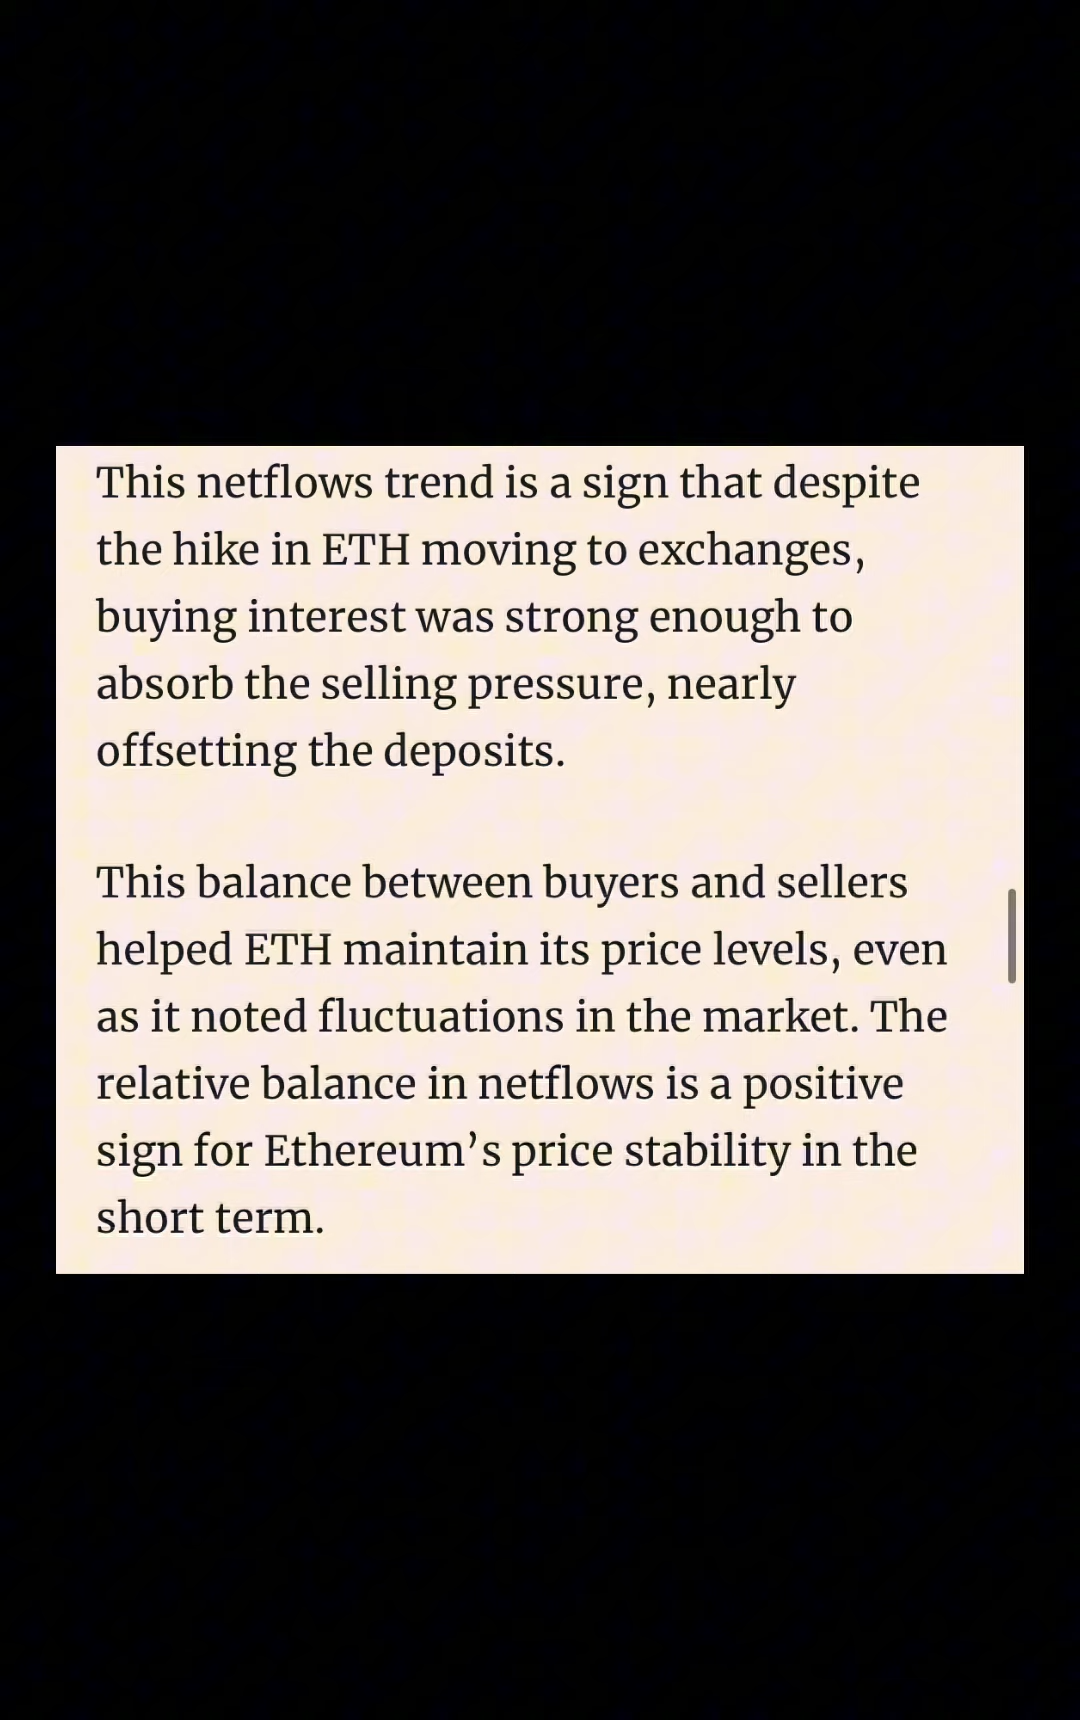 This netflows trend is a sign that despite
the hike in ETH moving to exchanges,
buying interest was strong enough to
absorb the selling pressure, nearly
offsetting the deposits.
This balance between buyers and sellers
helped ETH maintain its price levels, even
as it noted fluctuations in the market. The
relative balance in netflows is a positive
sign for Ethereum’s price stability in the
short term.